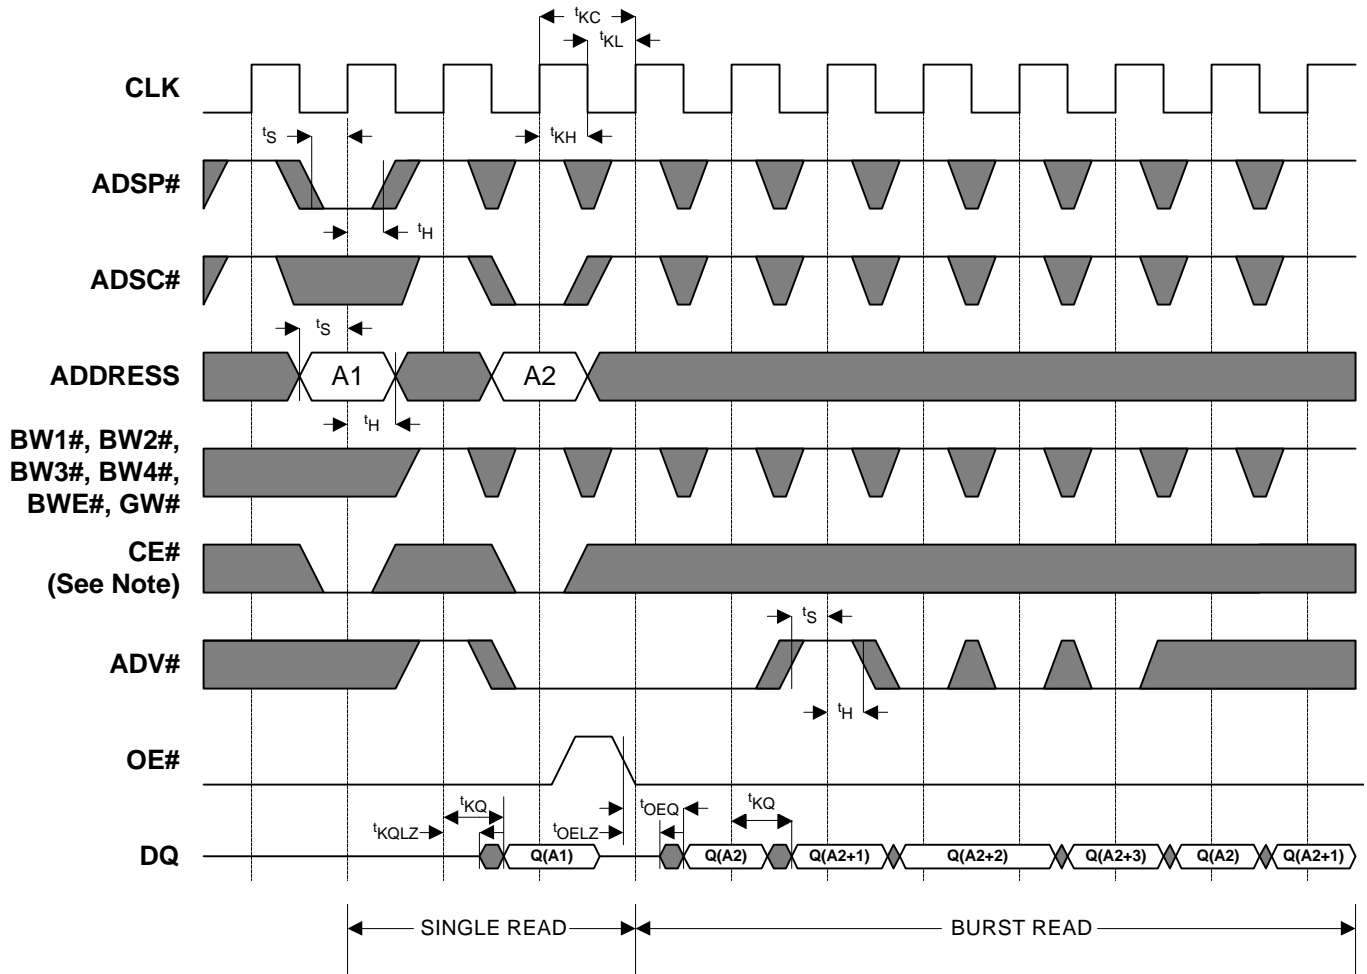 tKC
tKL
CLK
tS
tKH
ADSP#
tH
ADSC#
tS
ADDRESS
A1
A2
tH
BW1#, BW2#,
BW3#, BW4#,
BWE#, GW#
CE#
(See Note)
tS
ADV#
tH
OE#
tKQ
tOEQ
tKQ
tKQLZ
tOELZ
DQ
Q(A1)
Q(A2)
Q(A2+1)
Q(A2+2)
Q(A2+3)
Q(A2)
Q(A2+1)
SINGLE READ
BURST READ